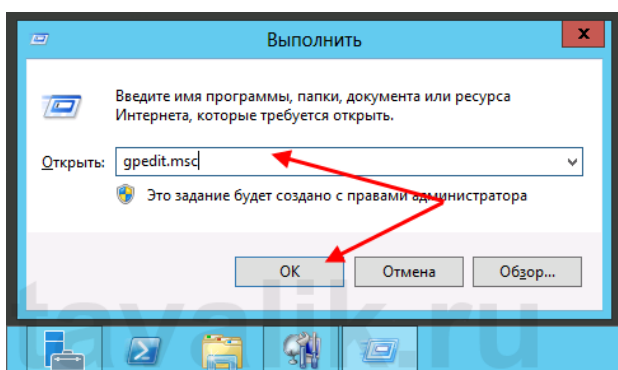 Выполнить
Введите имя программы, папки, документа или ресурса
Интернета, которые требуется открыть.
Открыть:
gpedit.msc
Это задание будет создано с правами администратора
ОК
Отмена
Обзор...
tavalik.ru